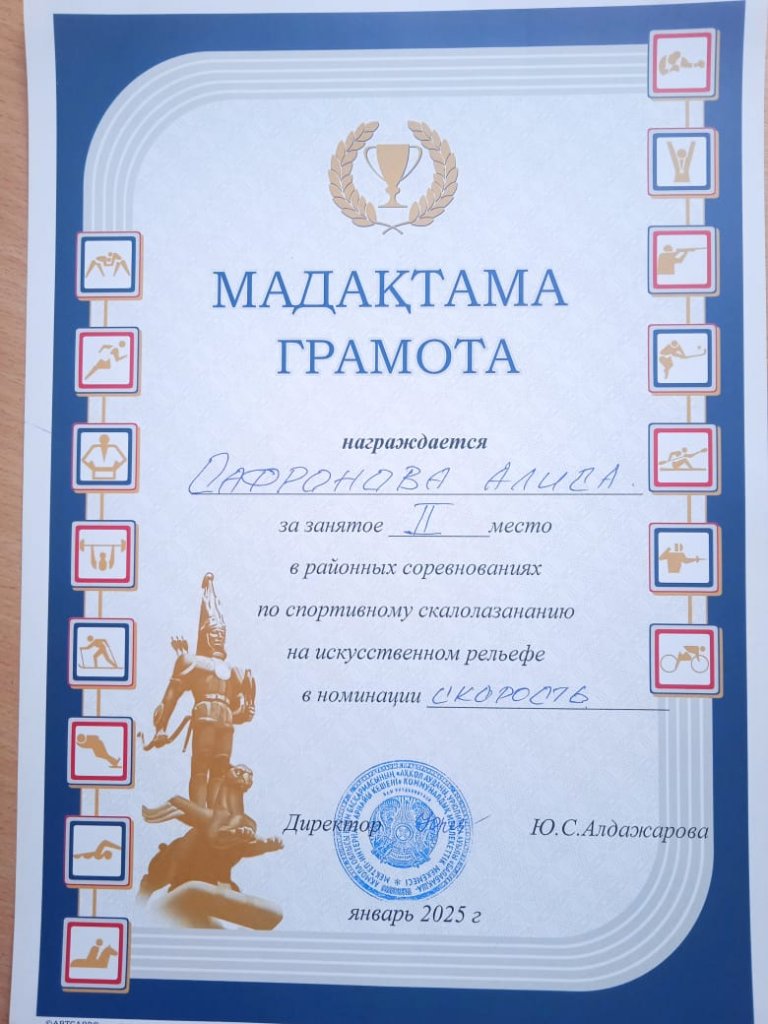 МАДАҚТАМА
ГРАМОТА
награждается
САФРОНОВА АЛИСА.
за занятое II место
в районных соревнованиях
по спортивному скалолазананию
на искусственном рельефе
в номинации СКОРОСТЬ
Директор Ю.С.Алдажарова
январь 2025 г